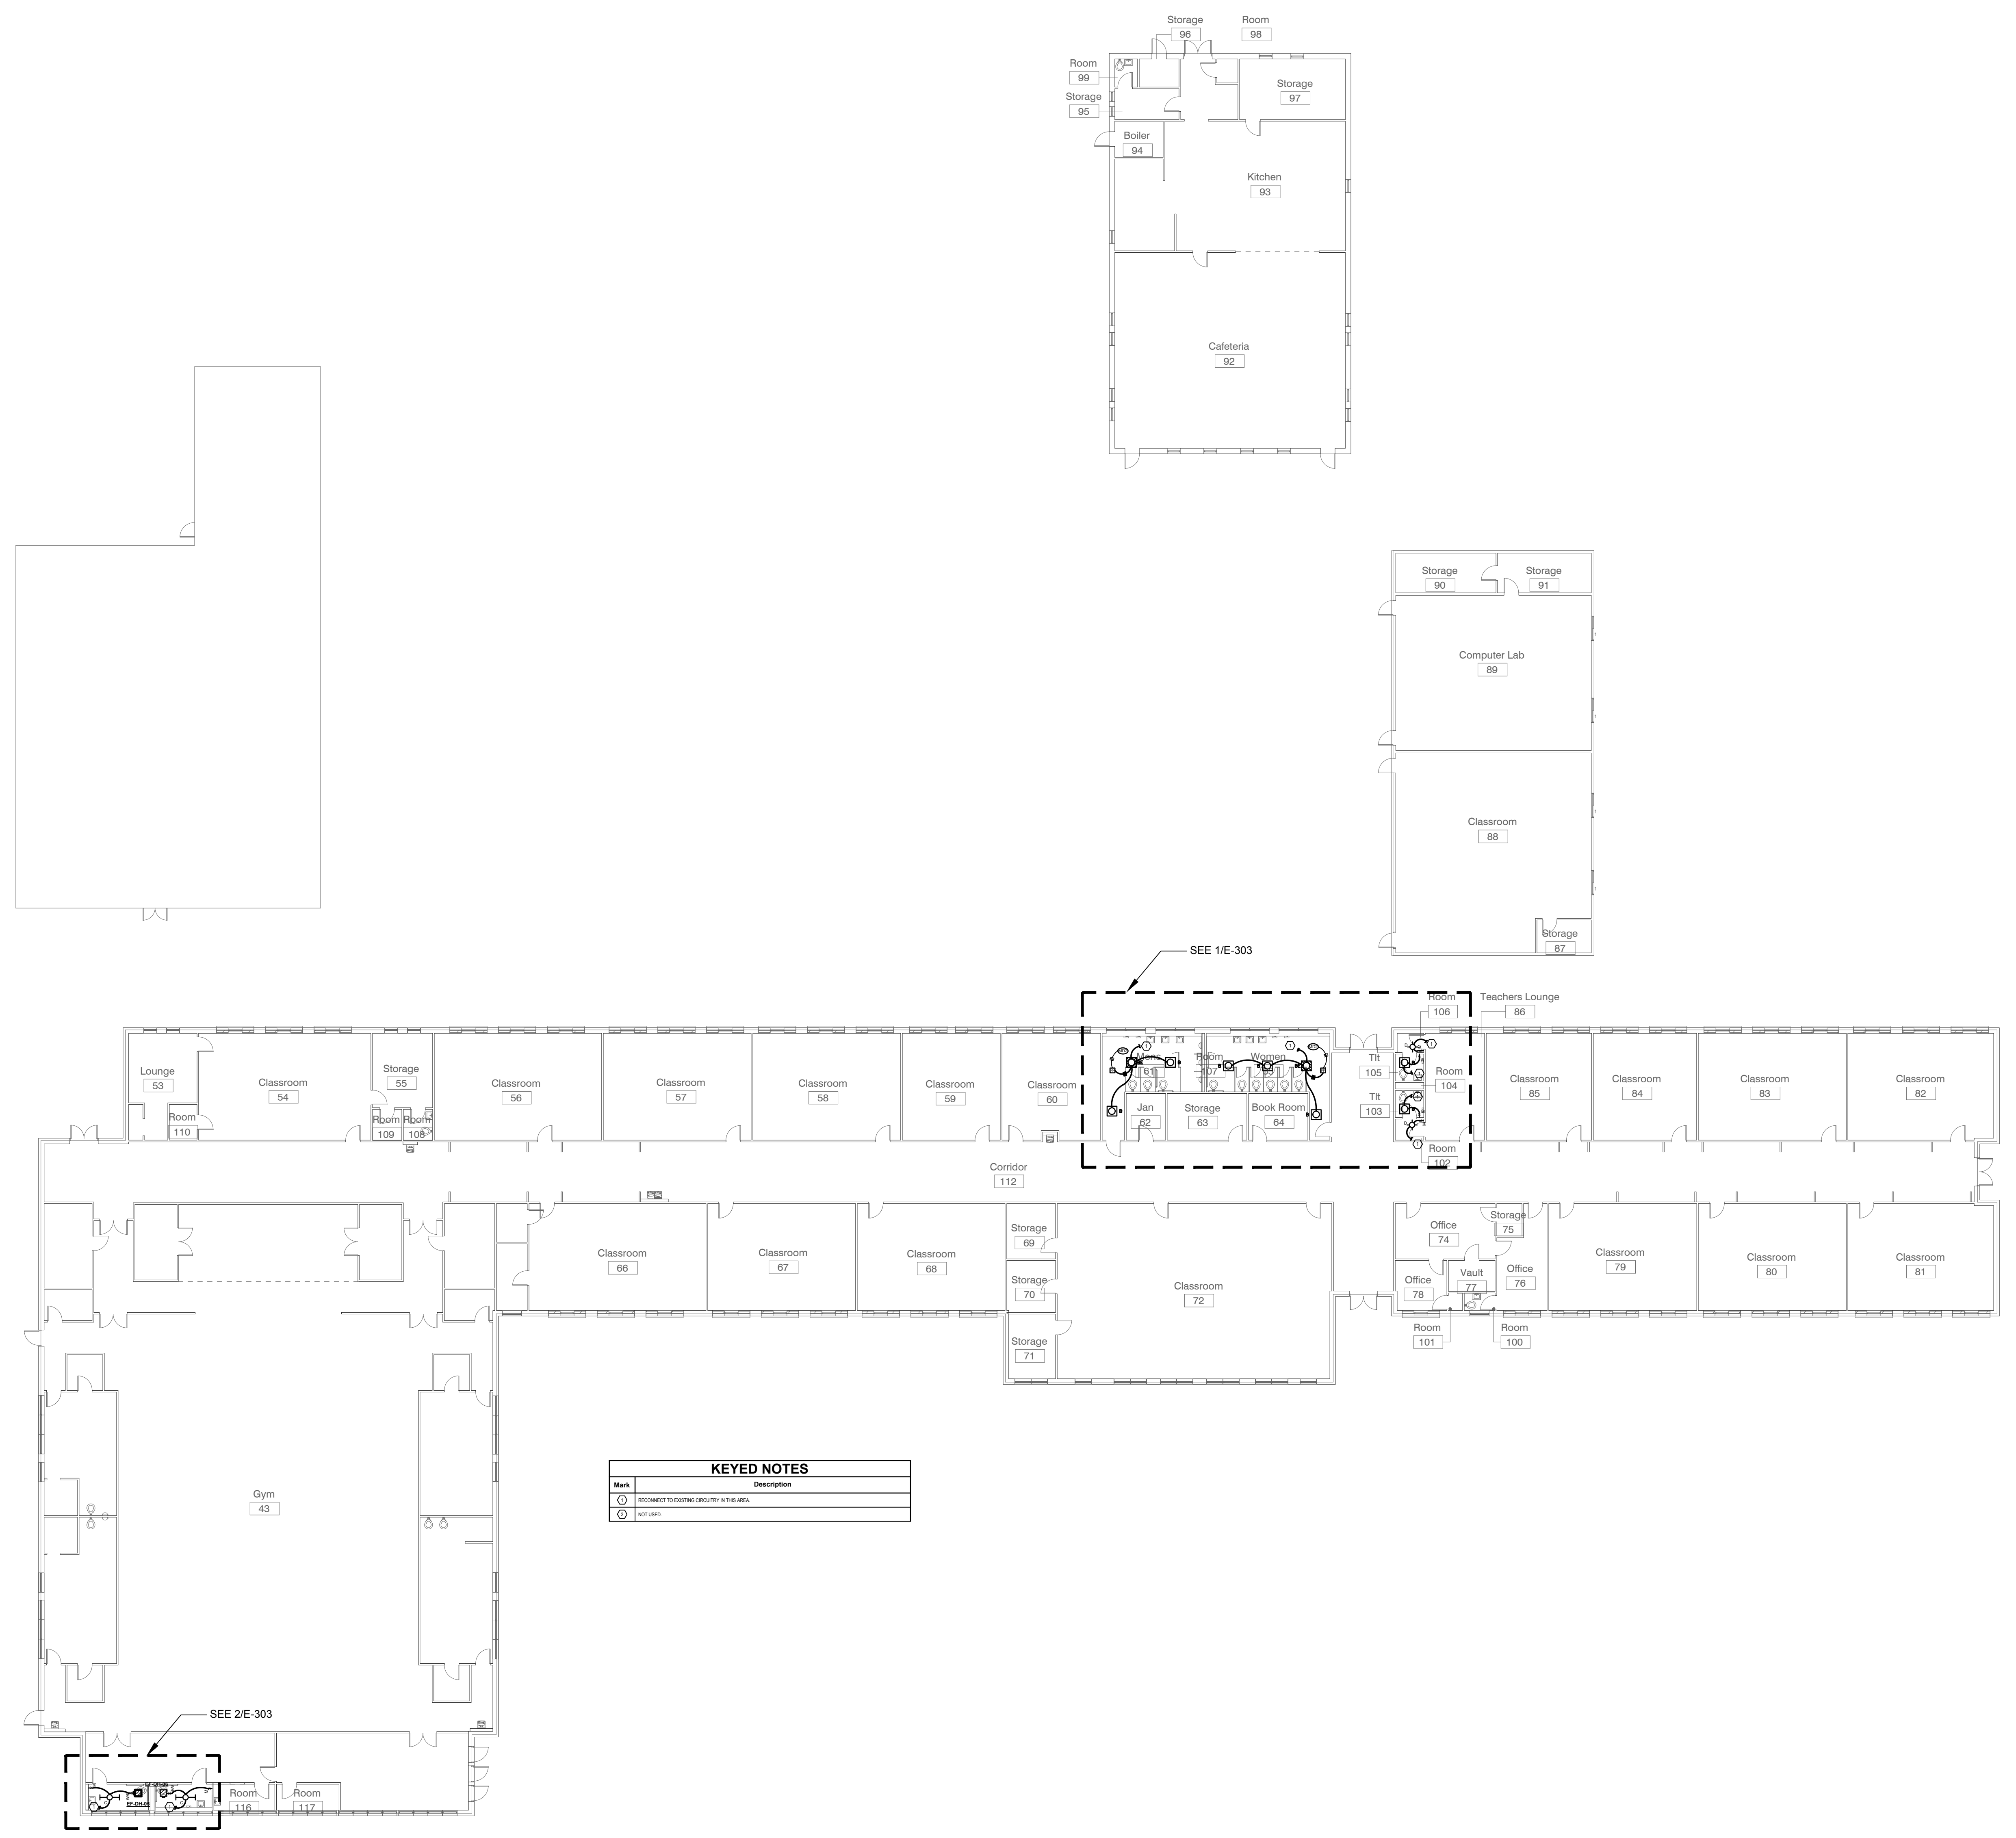 Storage
96
Room
98
Room
99
Storage
97
Storage
95
Boiler
94
Kitchen
93
Cafeteria
92
Storage
90
Storage
91
Computer Lab
89
Classroom
88
Storage
87
SEE 1/E-303
Room
106
Teachers Lounge
86
Lounge
53
Classroom
54
Storage
55
Room
110
Room
109
Room
108
Classroom
56
Classroom
57
Classroom
58
Classroom
59
Classroom
60
Mens
61
Room
107
Women
Jan
62
Storage
63
Book Room
64
Tlt
105
Room
104
Tlt
103
Room
102
Classroom
85
Classroom
84
Classroom
83
Classroom
82
Corridor
112
Classroom
66
Classroom
67
Classroom
68
Storage
69
Storage
70
Storage
71
Classroom
72
Office
74
Storage
75
Office
76
Vault
77
Office
78
Room
101
Room
100
Classroom
79
Classroom
80
Classroom
81
Gym
43
KEYED NOTES
Mark Description
1 RECONNECT TO EXISTING CIRCUITRY IN THIS AREA.
2 NOT USED.
SEE 2/E-303
EF-DH-05
Room
116
Room
117